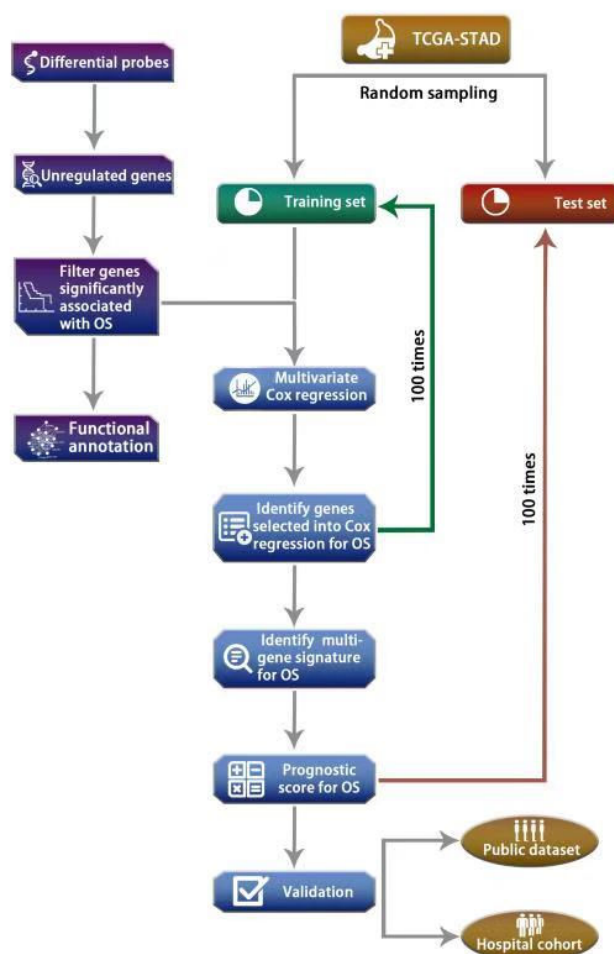 TCGA-STAD
Random sampling
Differential probes
Unregulated genes
Filter genes
significantly
associated
with OS
Functional
annotation
Training set
Test set
Multivariate
Cox regression
100 times
Identify genes
selected into Cox
regression for OS
100 times
Identify multi-
gene signature
for OS
Prognostic
score for OS
Validation
Public dataset
Hospital cohort